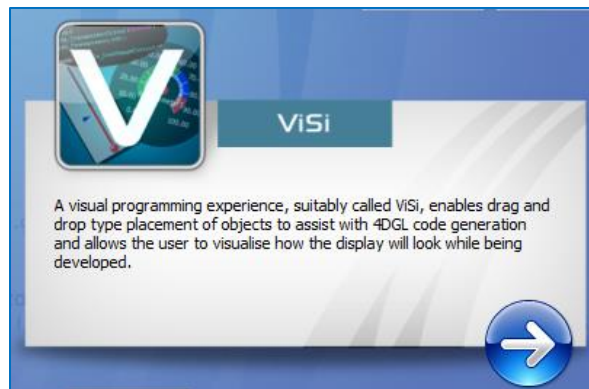 V
ViSi
A visual programming experience, suitably called ViSi, enables drag and
drop type placement of objects to assist with 4DGL code generation
and allows the user to visualise how the display will look while being
developed.